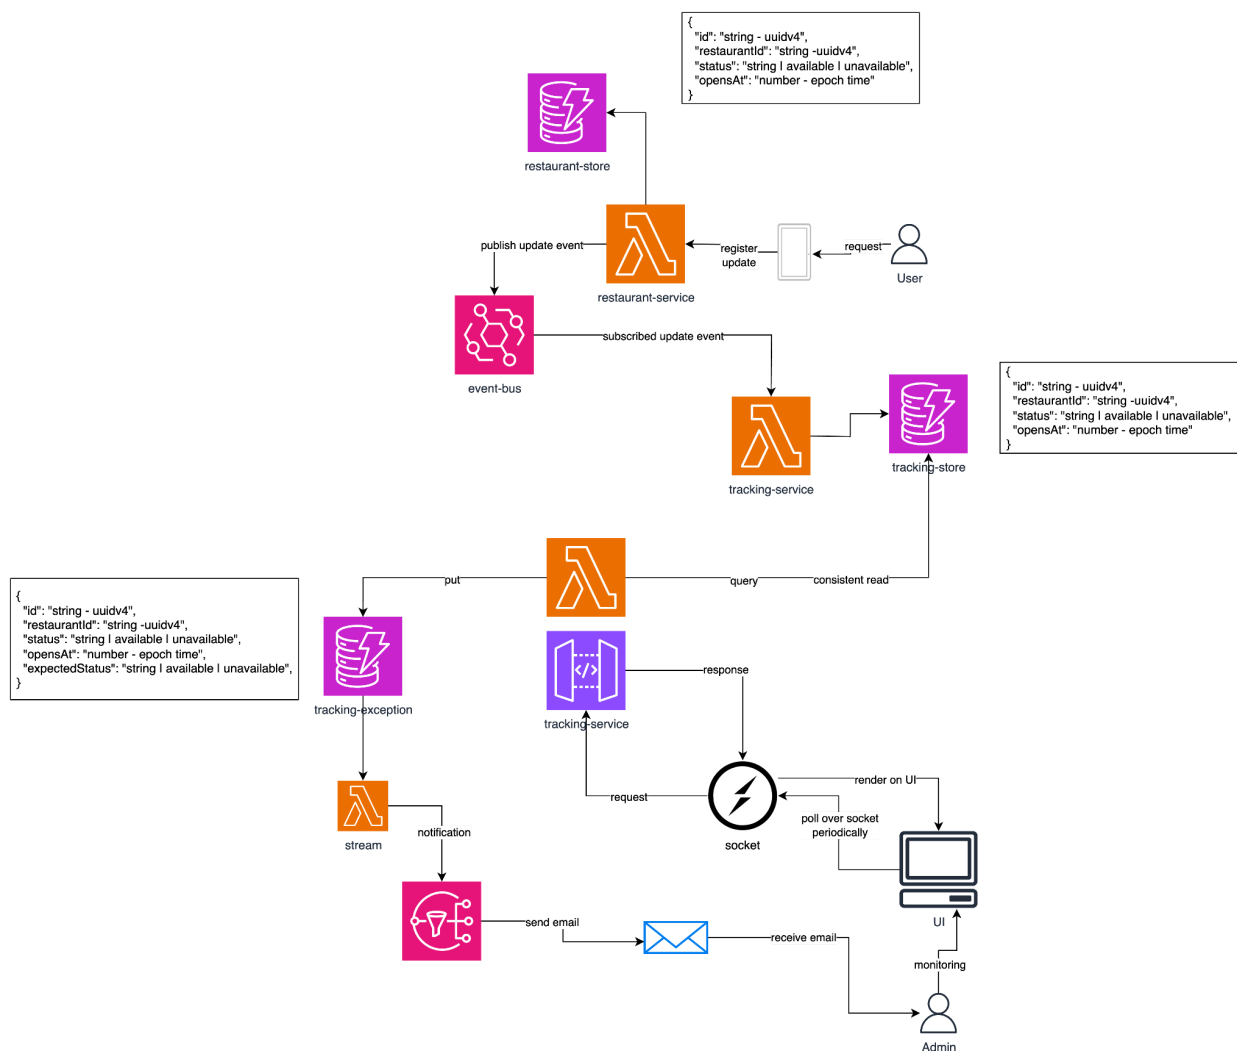 {
"id": "string - uuidv4",
"restaurantId": "string -uuidv4",
"status": "string | available | unavailable",
"opensAt": "number - epoch time"
}
restaurant-store
publish update event
register
update
request
User
restaurant-service
subscribed update event
event-bus
{
"id": "string - uuidv4",
"restaurantId": "string -uuidv4",
"status": "string | available | unavailable",
"opensAt": "number - epoch time"
}
tracking-store
tracking-service
put
query
consistent read
{
"id": "string - uuidv4",
"restaurantId": "string -uuidv4",
"status": "string | available | unavailable",
"opensAt": "number - epoch time",
"expectedStatus": "string | available | unavailable",
}
response
tracking-exception
tracking-service
render on UI
request
poll over socket
periodically
notification
stream
socket
UI
send email
receive email
monitoring
Admin